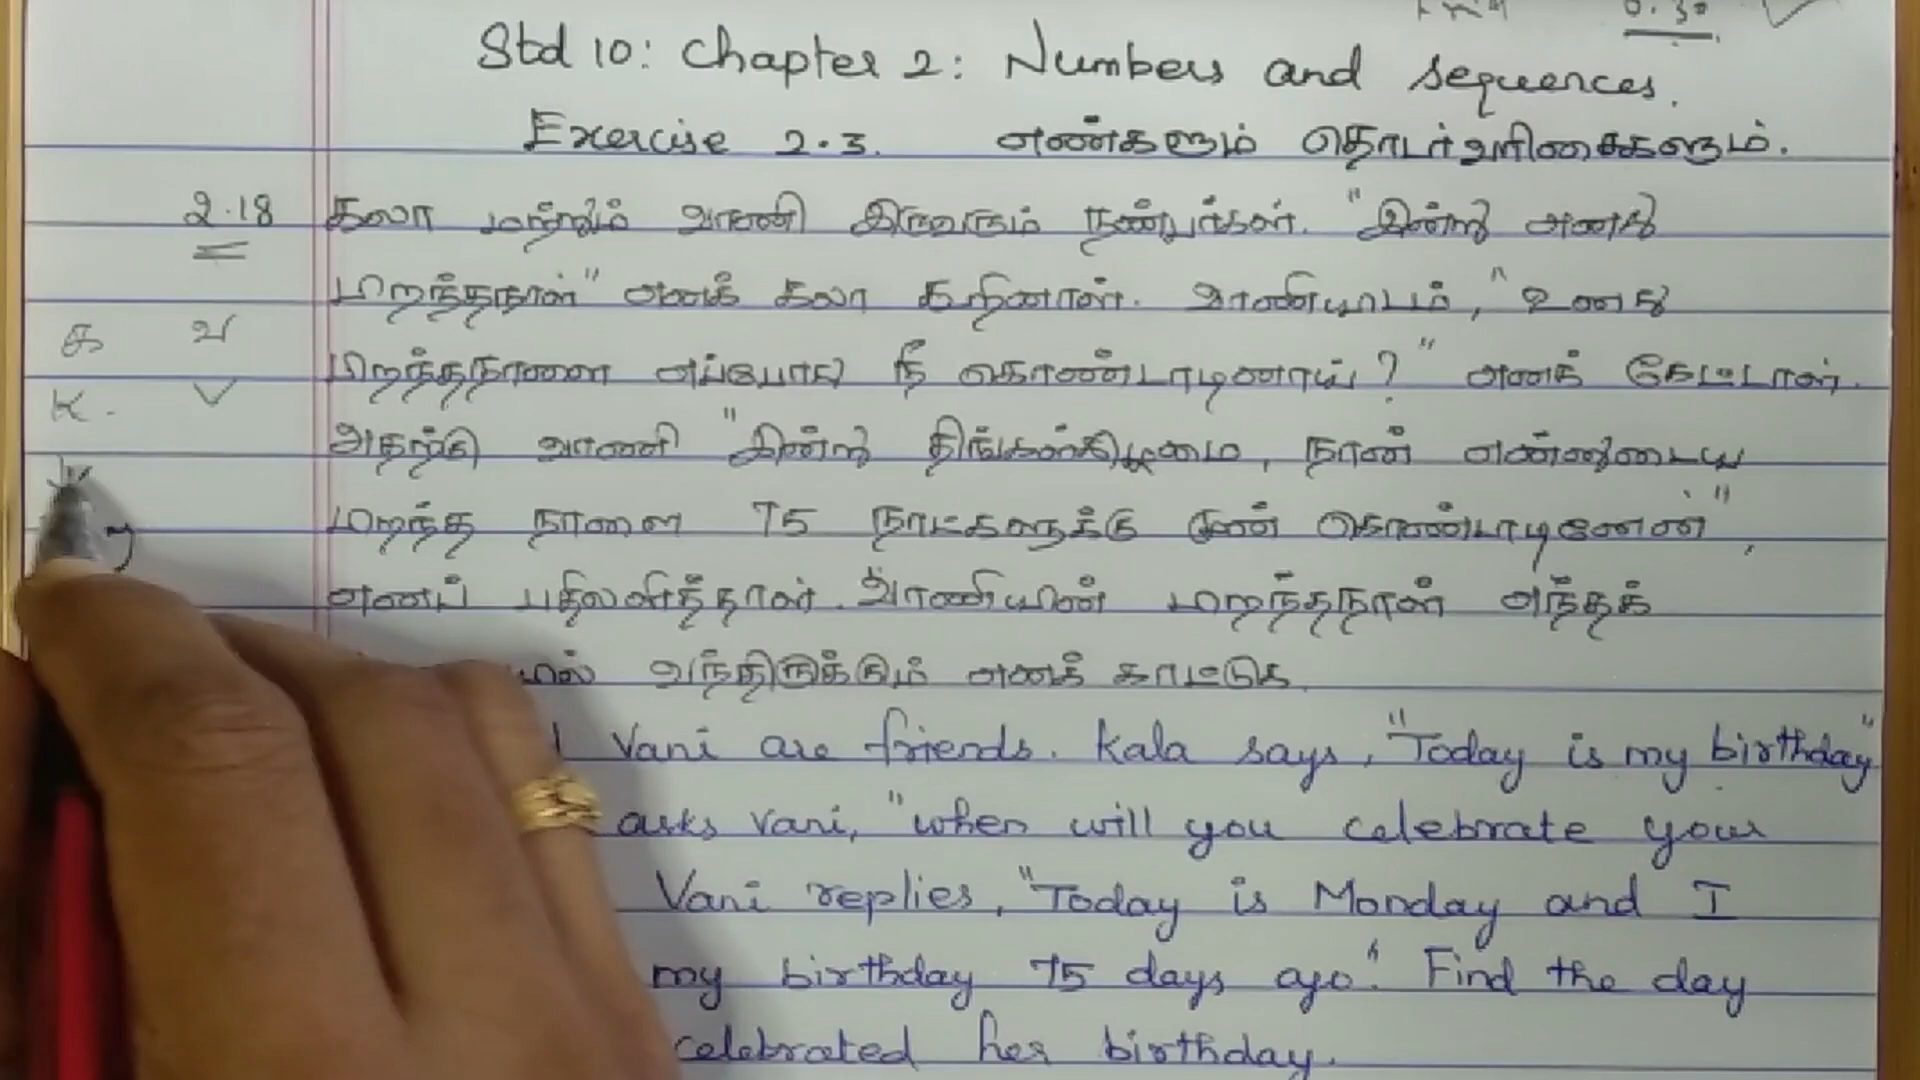 Std 10: Chapter 2: Numbers and sequences.
Exercise 2.3. எண்களும் தொடர்வரிசைகளும்.
2.18 கலா மற்றும் வாணி இருவரும் நண்பர்கள். "இன்று எனது
பிறந்தநாள்" எனக் கலா கூறினாள். வாணியிடம், "உனது
க வ
பிறந்தநாளை எப்போது நீ கொண்டாடினாய்?" எனக் கேட்டாள்.
K. V
அதற்கு வாணி "இன்று திங்கள்கிழமை, நான் என்னுடைய
பிறந்த நாளை 75 நாட்களுக்கு முன் கொண்டாடினேன்",
எனப் பதிலளித்தாள். வாணியின் பிறந்தநாள் எந்தக்
வந்திருக்கும் எனக் காட்டுக.
Vani are friends. Kala says, "Today is my birthday"
asks Vani, "when will you celebrate your
Vani replies, "Today is Monday and I
my birthday 75 days ago". Find the day
celebrated her birthday.